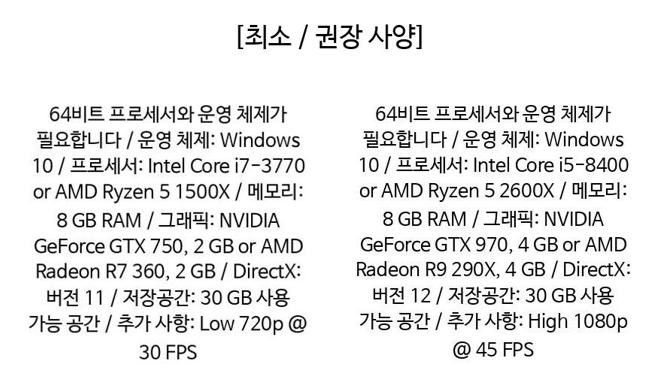 [최소 / 권장 사양]
64비트 프로세서와 운영 체제가
필요합니다 / 운영 체제: Windows
10 / 프로세서: Intel Core i7-3770
or AMD Ryzen 5 1500X / 메모리:
8 GB RAM / 그래픽: NVIDIA
GeForce GTX 750, 2 GB or AMD
Radeon R7 360, 2 GB / DirectX:
버전 11 / 저장공간: 30 GB 사용
가능 공간 / 추가 사항: Low 720p @
30 FPS
64비트 프로세서와 운영 체제가
필요합니다 / 운영 체제: Windows
10 / 프로세서: Intel Core i5-8400
or AMD Ryzen 5 2600X / 메모리:
8 GB RAM / 그래픽: NVIDIA
GeForce GTX 970, 4 GB or AMD
Radeon R9 290X, 4 GB / DirectX:
버전 12 / 저장공간: 30 GB 사용
가능 공간 / 추가 사항: High 1080p
@ 45 FPS